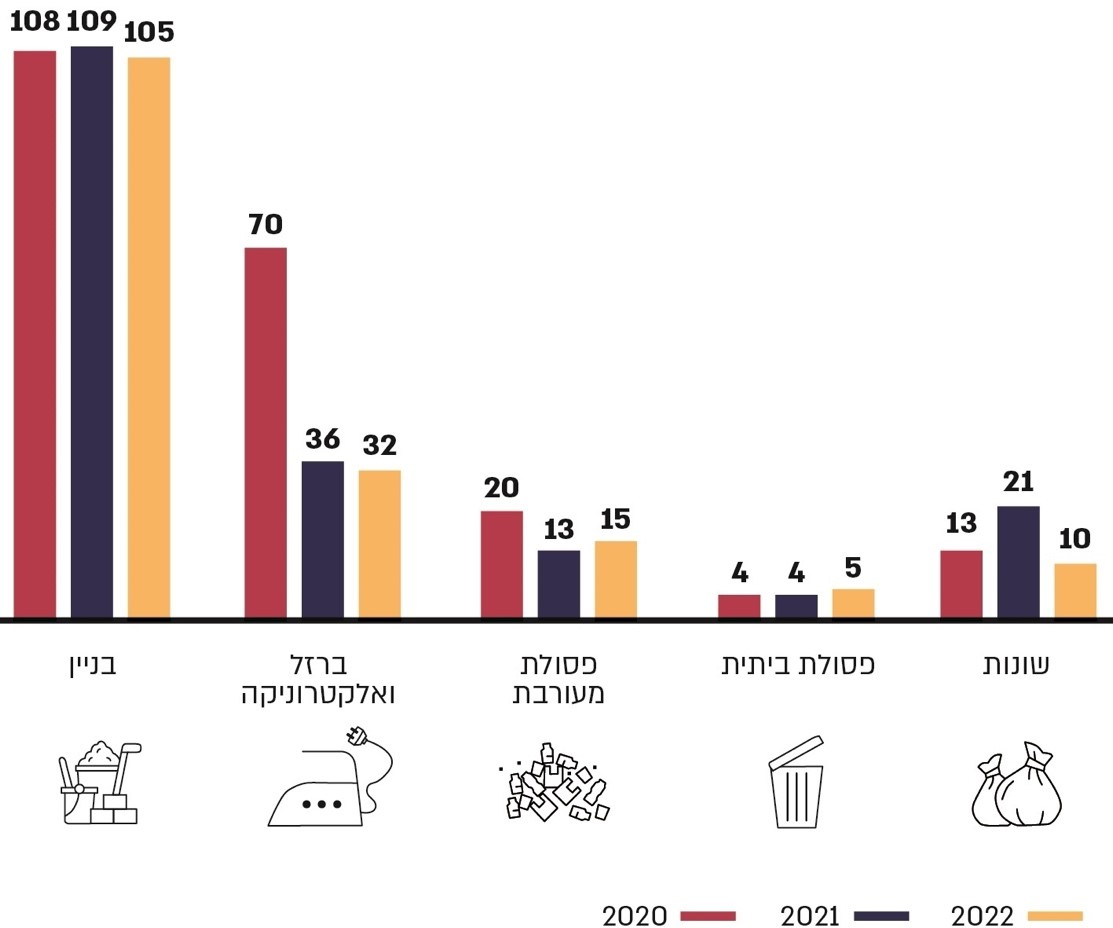 108 109 105
70 36 32
20 13 15
4 4 5
13 21 10
בניין
ברזל
ואלקטרוניקה
פסולת
מעורבת
פסולת ביתית
שונות
2020 2021 2022